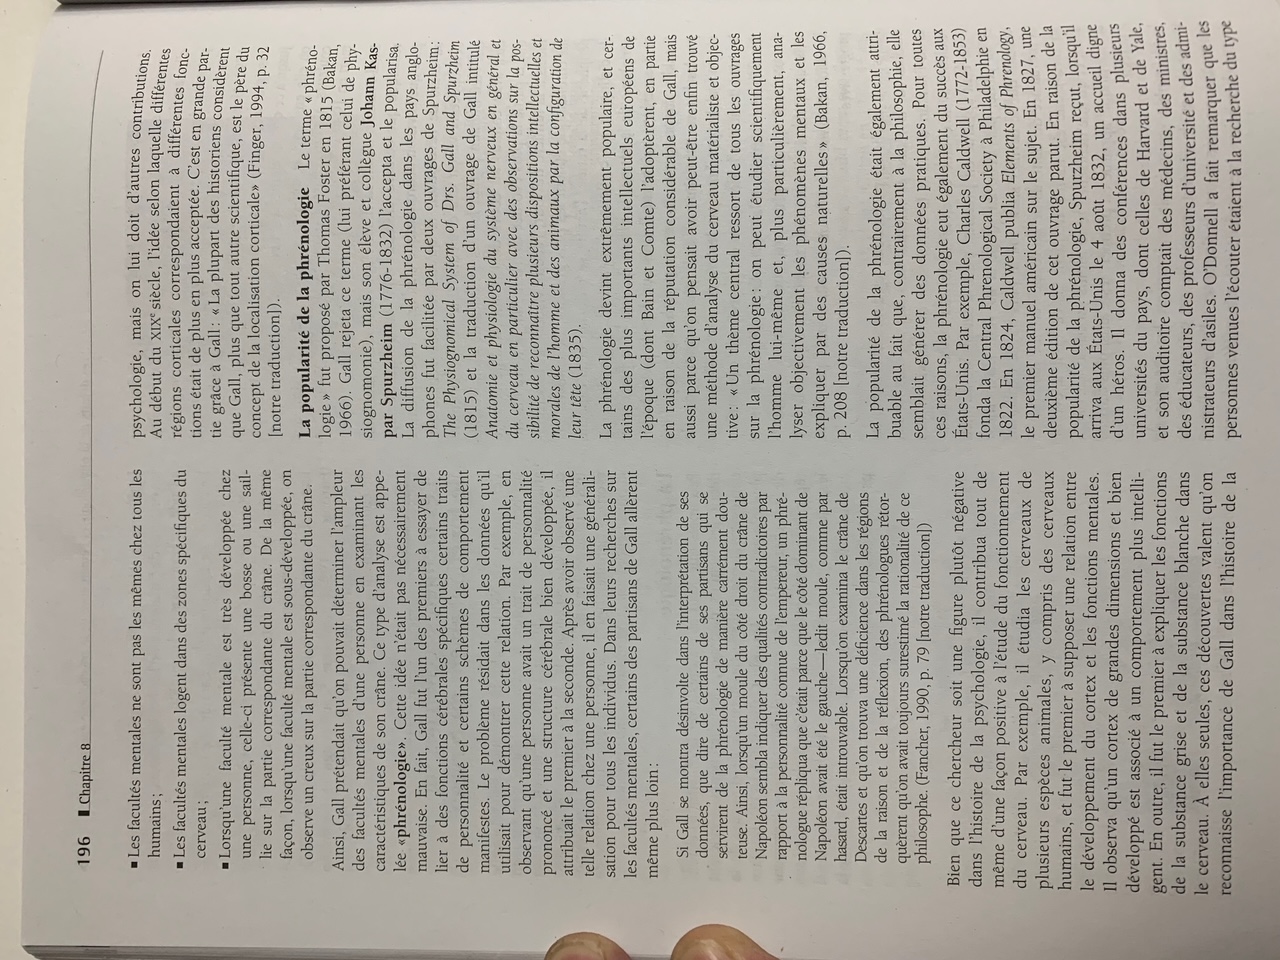 196 Chapitre 8
▪ Les facultés mentales ne sont pas les mêmes chez tous les
humains ;
▪ Les facultés mentales logent dans des zones spécifiques du
cerveau ;
▪ Lorsqu'une faculté mentale est très développée chez
une personne, celle-ci présente une bosse ou une sail-
lie sur la partie correspondante du crâne. De la même
façon, lorsqu'une faculté mentale est sous-développée, on
observe un creux sur la partie correspondante du crâne.
Ainsi, Gall prétendait qu'on pouvait déterminer l'ampleur
des facultés mentales d'une personne en examinant les
caractéristiques de son crâne. Ce type d'analyse est appe-
lée «phrénologie». Cette idée n'était pas nécessairement
mauvaise. En fait, Gall fut l'un des premiers à essayer de
lier à des fonctions cérébrales spécifiques certains traits
de personnalité et certains schèmes de comportement
manifestes. Le problème résidait dans les données qu'il
utilisait pour démontrer cette relation. Par exemple, en
observant qu'une personne avait un trait de personnalité
prononcé et une structure cérébrale bien développée, il
attribuait le premier à la seconde. Après avoir observé une
telle relation chez une personne, il en faisait une générali-
sation pour tous les individus. Dans leurs recherches sur
les facultés mentales, certains des partisans de Gall allèrent
même plus loin :
Si Gall se montra désinvolte dans l'interprétation de ses
données, que dire de certains de ses partisans qui se
servirent de la phrénologie de manière carrément dou-
teuse. Ainsi, lorsqu'un moule du côté droit du crâne de
Napoléon sembla indiquer des qualités contradictoires par
rapport à la personnalité connue de l'empereur, un phré-
nologue répliqua que c'était parce que le côté dominant de
Napoléon avait été le gauche—ledit moule, comme par
hasard, était introuvable. Lorsqu'on examina le crâne de
Descartes et qu'on trouva une déficience dans les régions
de la raison et de la réflexion, des phrénologues rétor-
quèrent qu'on avait toujours surestimé la rationalité de ce
philosophe. (Fancher, 1990, p. 79 [notre traduction])
Bien que ce chercheur soit une figure plutôt négative
dans l'histoire de la psychologie, il contribua tout de
même d'une façon positive à l'étude du fonctionnement
du cerveau. Par exemple, il étudia les cerveaux de
plusieurs espèces animales, y compris des cerveaux
humains, et fut le premier à supposer une relation entre
le développement du cortex et les fonctions mentales.
Il observa qu'un cortex de grandes dimensions et bien
développé est associé à un comportement plus intelli-
gent. En outre, il fut le premier à expliquer les fonctions
de la substance grise et de la substance blanche dans
le cerveau. À elles seules, ces découvertes valent qu'on
reconnaisse l'importance de Gall dans l'histoire de la
psychologie, mais on lui doit d'autres contributions.
Au début du XIXe siècle, l'idée selon laquelle différentes
régions corticales correspondaient à différentes fonc-
tions était de plus en plus acceptée. C'est en grande par-
tie grâce à Gall : « La plupart des historiens considèrent
que Gall, plus que tout autre scientifique, est le père du
concept de la localisation corticale» (Finger, 1994, p. 32
[notre traduction]).
La popularité de la phrénologie Le terme « phréno-
logie » fut proposé par Thomas Foster en 1815 (Bakan,
1966). Gall rejeta ce terme (lui préférant celui de phy-
siognomonie), mais son élève et collègue Johann Kas-
par Spurzheim (1776-1832) l'accepta et le popularisa.
La diffusion de la phrénologie dans les pays anglo-
phones fut facilitée par deux ouvrages de Spurzheim :
The Physiognomical System of Drs. Gall and Spurzheim
(1815) et la traduction d'un ouvrage de Gall intitulé
Anatomie et physiologie du système nerveux en général et
du cerveau en particulier avec des observations sur la pos-
sibilité de reconnaître plusieurs dispositions intellectuelles et
morales de l'homme et des animaux par la configuration de
leur tête (1835).
La phrénologie devint extrêmement populaire, et cer-
tains des plus importants intellectuels européens de
l'époque (dont Bain et Comte) l'adoptèrent, en partie
en raison de la réputation considérable de Gall, mais
aussi parce qu'on pensait avoir peut-être enfin trouvé
une méthode d'analyse du cerveau matérialiste et objec-
tive : « Un thème central ressort de tous les ouvrages
sur la phrénologie : on peut étudier scientifiquement
l'homme lui-même et, plus particulièrement, ana-
lyser objectivement les phénomènes mentaux et les
expliquer par des causes naturelles » (Bakan, 1966,
p. 208 [notre traduction]).
La popularité de la phrénologie était également attri-
buable au fait que, contrairement à la philosophie, elle
semblait générer des données pratiques. Pour toutes
ces raisons, la phrénologie eut également du succès aux
États-Unis. Par exemple, Charles Caldwell (1772-1853)
fonda la Central Phrenological Society à Philadelphie en
1822. En 1824, Caldwell publia Elements of Phrenology,
le premier manuel américain sur le sujet. En 1827, une
deuxième édition de cet ouvrage parut. En raison de la
popularité de la phrénologie, Spurzheim reçut, lorsqu'il
arriva aux États-Unis le 4 août 1832, un accueil digne
d'un héros. Il donna des conférences dans plusieurs
universités du pays, dont celles de Harvard et de Yale,
et son auditoire comptait des médecins, des ministres,
des éducateurs, des professeurs d'université et des admi-
nistrateurs d'asiles. O'Donnell a fait remarquer que les
personnes venues l'écouter étaient à la recherche du type